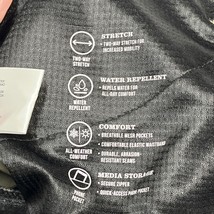 STRETCH
• TWO-WAY STRETCH FOR
INCREASED MOBILITY
TWO-WAY
STRETCH
WATER REPELLENT
• REPELS WATER FOR
ALL-DAY COMFORT
WATER
REPELLENT
COMFORT
• BREATHABLE MESH POCKETS
• COMFORTABLE ELASTIC WAISTBAND
• DURABLE, ABRASION-
RESISTANT SEAMS
ALL-WEATHER
COMFORT
MEDIA STORAGE
• SECURE ZIPPER
• QUICK-ACCESS PHONE POCKET